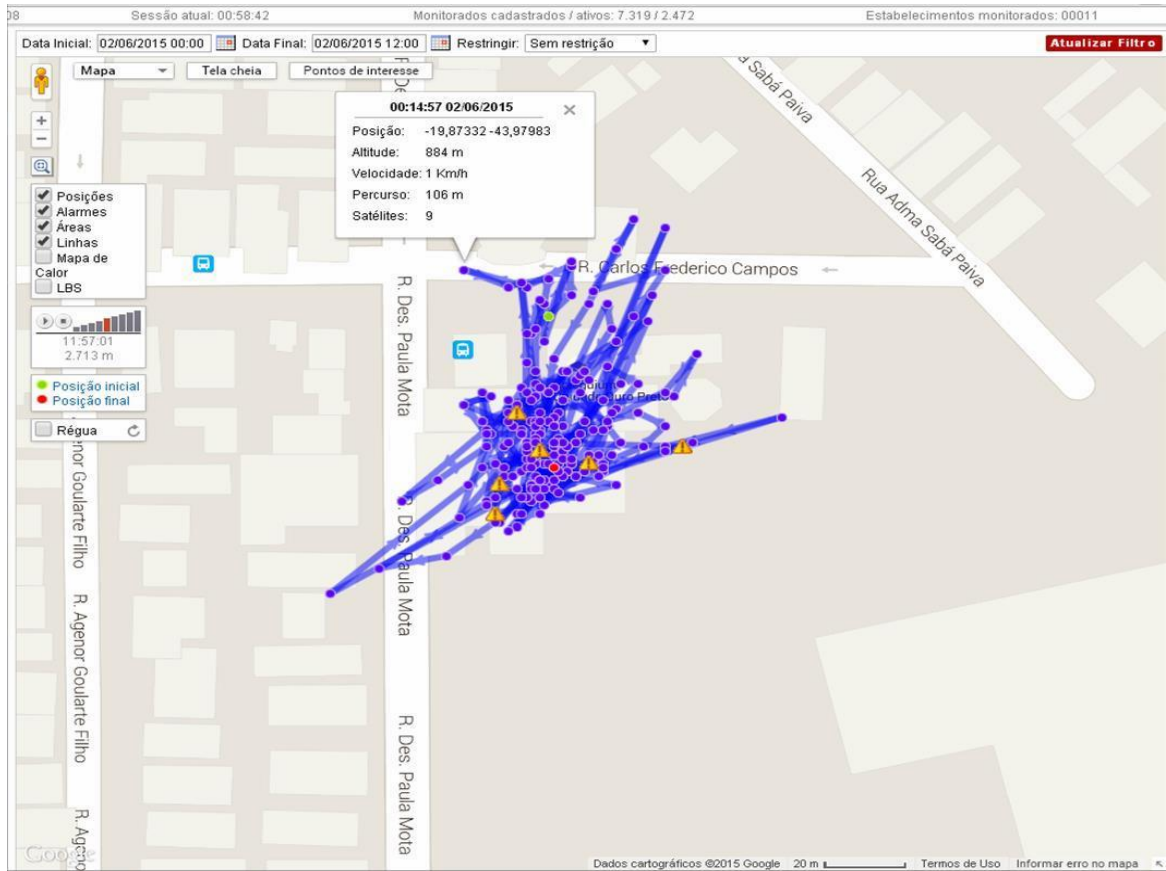 08
Sessão atual: 00:58:42
Monitorados cadastrados / ativos: 7.319 / 2.472
Estabelecimentos monitorados: 00011
Data Inicial: 02/06/2015 00:00
Data Final: 02/06/2015 12:00
Restringir: Sem restrição
Atualizar Filtro
Mapa
Tela cheia
Pontos de interesse
00:14:57 02/06/2015
Posição: -19,87332 -43,97983
Altitude: 884 m
Velocidade: 1 Km/h
Percurso: 106 m
Satélites: 9
Posições
Alarmes
Áreas
Linhas
Mapa de
Calor
LBS
11:57:01
2.713 m
Posição inicial
Posição final
Régua
Sabá Paiva
Rua Adma Sabá Paiva
R. Carlos Frederico Campos
R. Des. Paula Mota
R. Des. Paula Mota
R. Des. Paula Mota
Agenor Goularte Filho
R. Agenor Goularte Filho
R. Ageno
Google
Dados cartográficos ©2015 Google
20 m
Termos de Uso
Informar erro no mapa